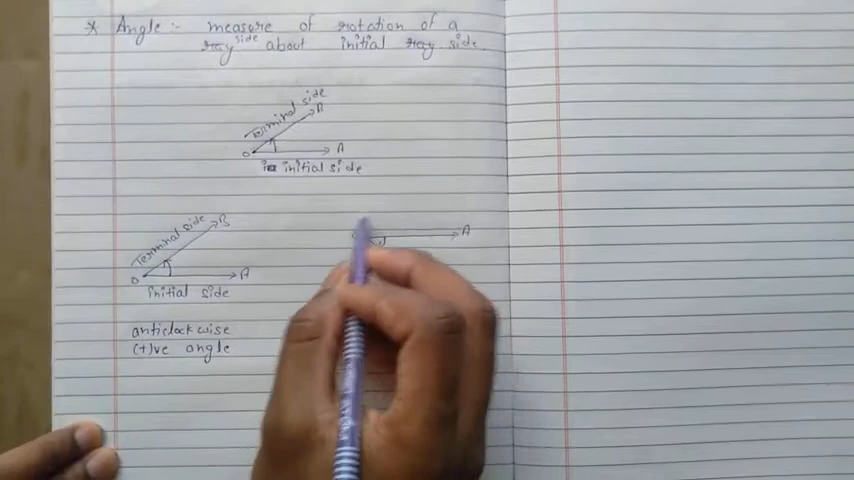 * Angle :- measure of rotation of a
ray side about initial ray side.
Terminal side
B
O
A
initial side
Terminal side
B
O
A
initial side
A
anticlockwise
(+)ve angle